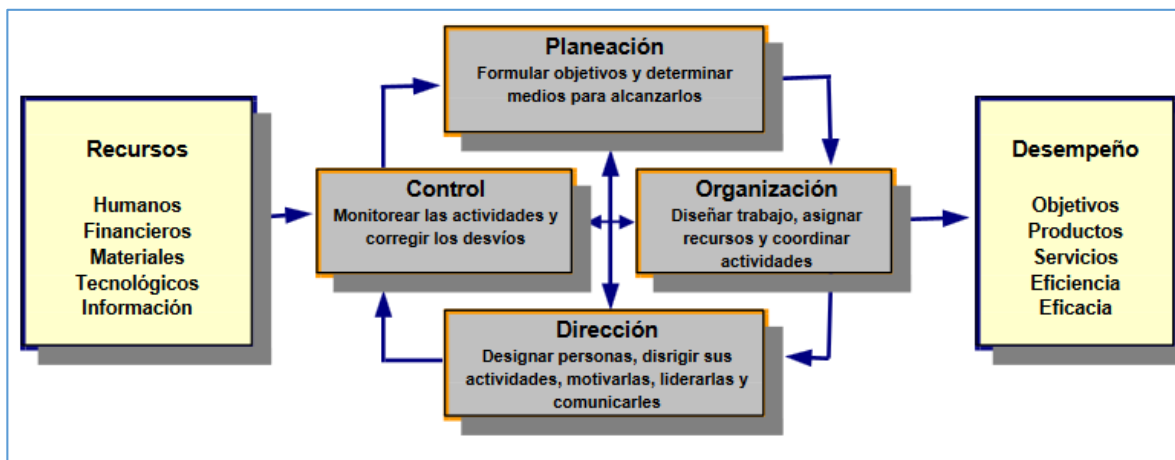 Planeación
Formular objetivos y determinar
medios para alcanzarlos
Recursos
Humanos
Financieros
Materiales
Tecnológicos
Información
Control
Monitorear las actividades y
corregir los desvíos
Organización
Diseñar trabajo, asignar
recursos y coordinar
actividades
Dirección
Designar personas, disrigir sus
actividades, motivarlas, liderarlas y
comunicarles
Desempeño
Objetivos
Productos
Servicios
Eficiencia
Eficacia